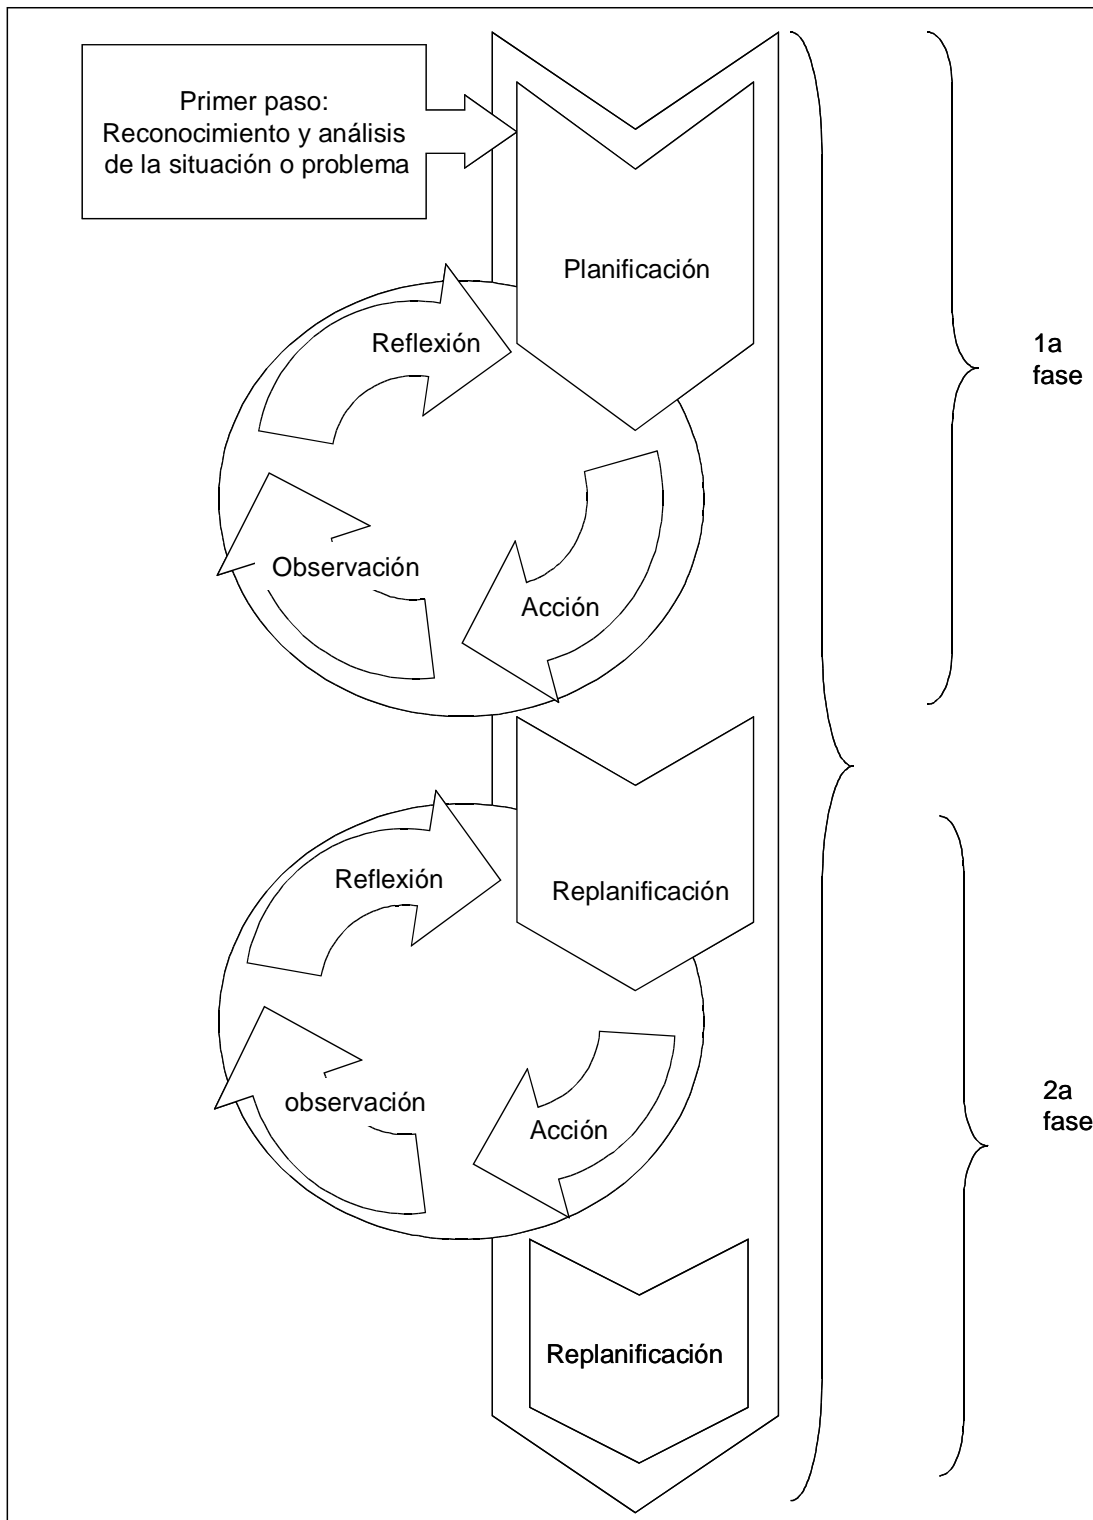 Primer paso:
Reconocimiento y análisis
de la situación o problema
Planificación
Reflexión
1a
fase
Observación
Acción
Reflexión
Replanificación
observación
Acción
2a
fase
Replanificación